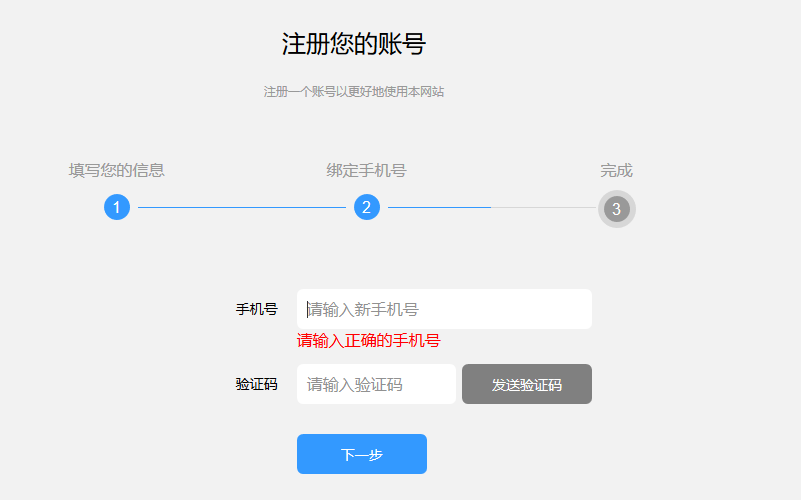 注册您的账号
注册一个账号以更好地使用本网站
填写您的信息 绑定手机号 完成
1 2 3
手机号 请输入新手机号
请输入正确的手机号
验证码 请输入验证码 发送验证码
下一步